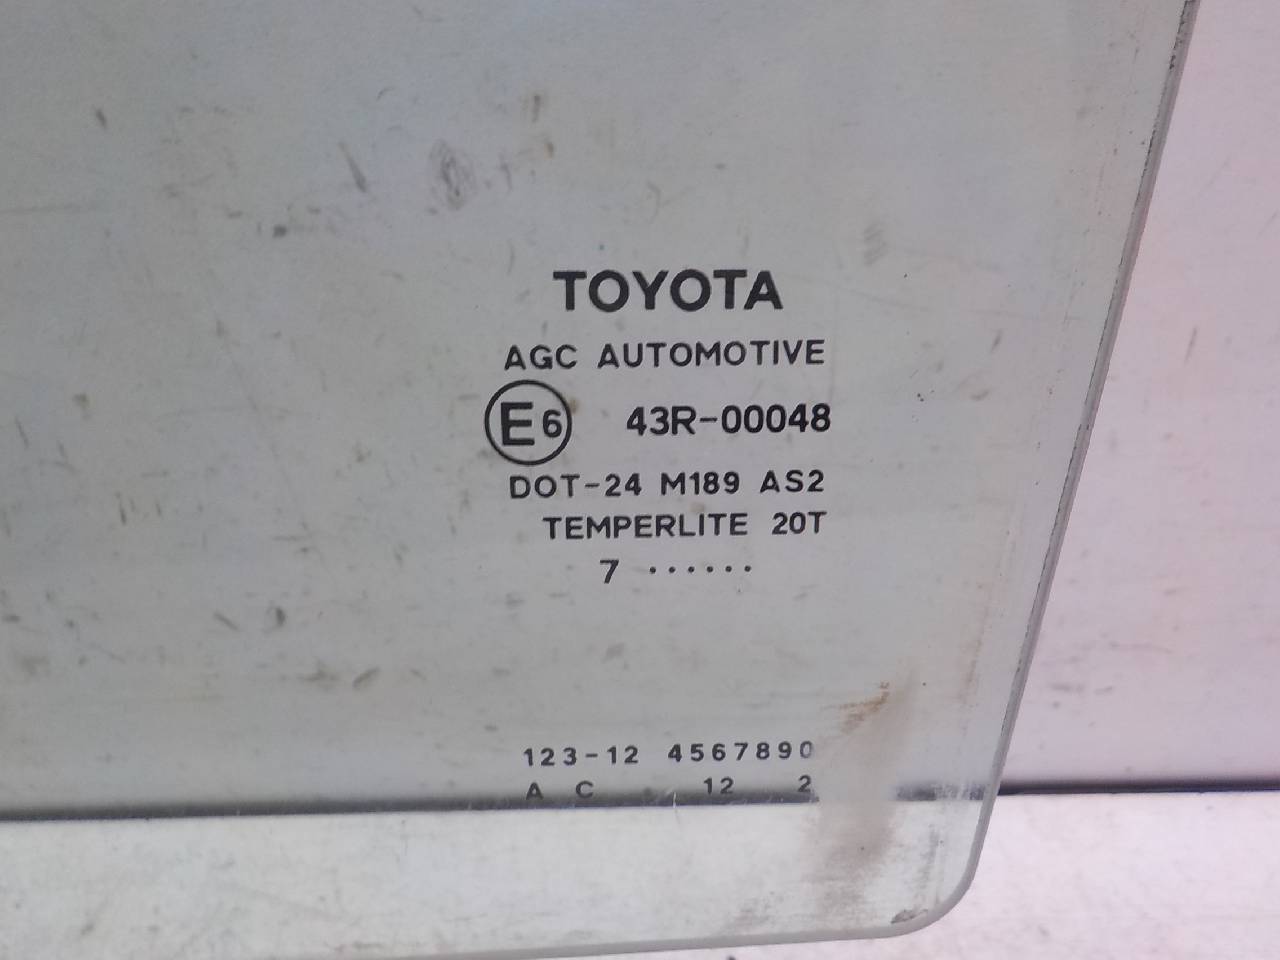 TOYOTA
AGC AUTOMOTIVE
E6 43R-00048
DOT-24 M189 AS2
TEMPERLITE 20T
7 ······
123-12 4567890
A C 12 2